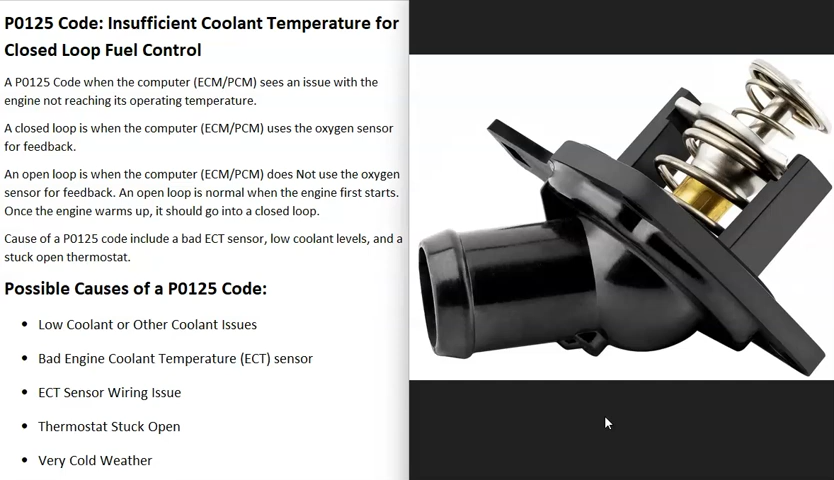 P0125 Code: Insufficient Coolant Temperature for
Closed Loop Fuel Control
A P0125 Code when the computer (ECM/PCM) sees an issue with the
engine not reaching its operating temperature.
A closed loop is when the computer (ECM/PCM) uses the oxygen sensor
for feedback.
An open loop is when the computer (ECM/PCM) does Not use the oxygen
sensor for feedback. An open loop is normal when the engine first starts.
Once the engine warms up, it should go into a closed loop.
Cause of a P0125 code include a bad ECT sensor, low coolant levels, and a
stuck open thermostat.
Possible Causes of a P0125 Code:
• Low Coolant or Other Coolant Issues
• Bad Engine Coolant Temperature (ECT) sensor
• ECT Sensor Wiring Issue
• Thermostat Stuck Open
• Very Cold Weather